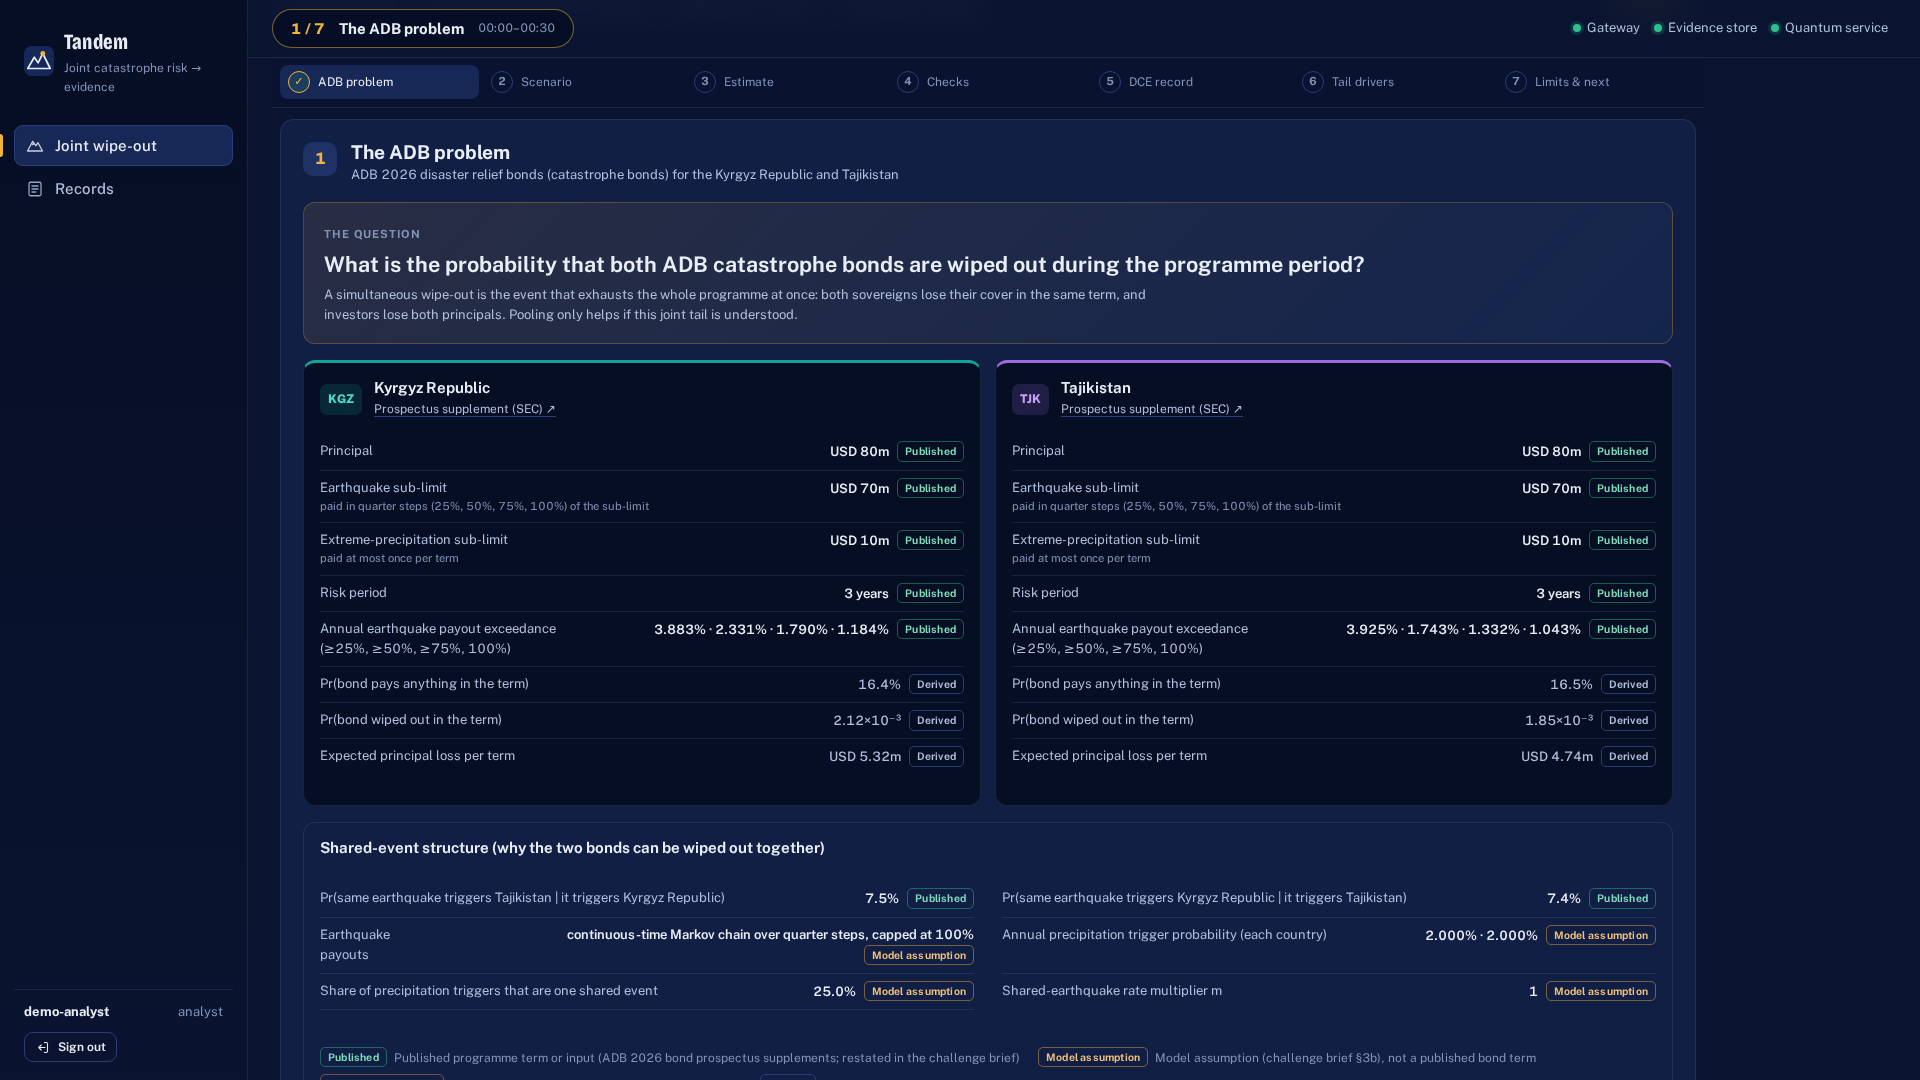 Tandem
Joint catastrophe risk →
evidence
Joint wipe-out
Records
demo-analyst analyst
Sign out
1 / 7 The ADB problem 00:00–00:30
Gateway Evidence store Quantum service
✓ ADB problem
2 Scenario
3 Estimate
4 Checks
5 DCE record
6 Tail drivers
7 Limits & next
1
The ADB problem
ADB 2026 disaster relief bonds (catastrophe bonds) for the Kyrgyz Republic and Tajikistan
THE QUESTION
What is the probability that both ADB catastrophe bonds are wiped out during the programme period?
A simultaneous wipe-out is the event that exhausts the whole programme at once: both sovereigns lose their cover in the same term, and
investors lose both principals. Pooling only helps if this joint tail is understood.
KGZ
Kyrgyz Republic
Prospectus supplement (SEC) ↗
Principal USD 80m Published
Earthquake sub-limit USD 70m Published
paid in quarter steps (25%, 50%, 75%, 100%) of the sub-limit
Extreme-precipitation sub-limit USD 10m Published
paid at most once per term
Risk period 3 years Published
Annual earthquake payout exceedance 3.883% · 2.331% · 1.790% · 1.184% Published
(≥25%, ≥50%, ≥75%, 100%)
Pr(bond pays anything in the term) 16.4% Derived
Pr(bond wiped out in the term) 2.12×10⁻³ Derived
Expected principal loss per term USD 5.32m Derived
TJK
Tajikistan
Prospectus supplement (SEC) ↗
Principal USD 80m Published
Earthquake sub-limit USD 70m Published
paid in quarter steps (25%, 50%, 75%, 100%) of the sub-limit
Extreme-precipitation sub-limit USD 10m Published
paid at most once per term
Risk period 3 years Published
Annual earthquake payout exceedance 3.925% · 1.743% · 1.332% · 1.043% Published
(≥25%, ≥50%, ≥75%, 100%)
Pr(bond pays anything in the term) 16.5% Derived
Pr(bond wiped out in the term) 1.85×10⁻³ Derived
Expected principal loss per term USD 4.74m Derived
Shared-event structure (why the two bonds can be wiped out together)
Pr(same earthquake triggers Tajikistan | it triggers Kyrgyz Republic) 7.5% Published
Pr(same earthquake triggers Kyrgyz Republic | it triggers Tajikistan) 7.4% Published
Earthquake payouts continuous-time Markov chain over quarter steps, capped at 100% Model assumption
Annual precipitation trigger probability (each country) 2.000% · 2.000% Model assumption
Share of precipitation triggers that are one shared event 25.0% Model assumption
Shared-earthquake rate multiplier m 1 Model assumption
Published Published programme term or input (ADB 2026 bond prospectus supplements; restated in the challenge brief)
Model assumption Model assumption (challenge brief §3b), not a published bond term